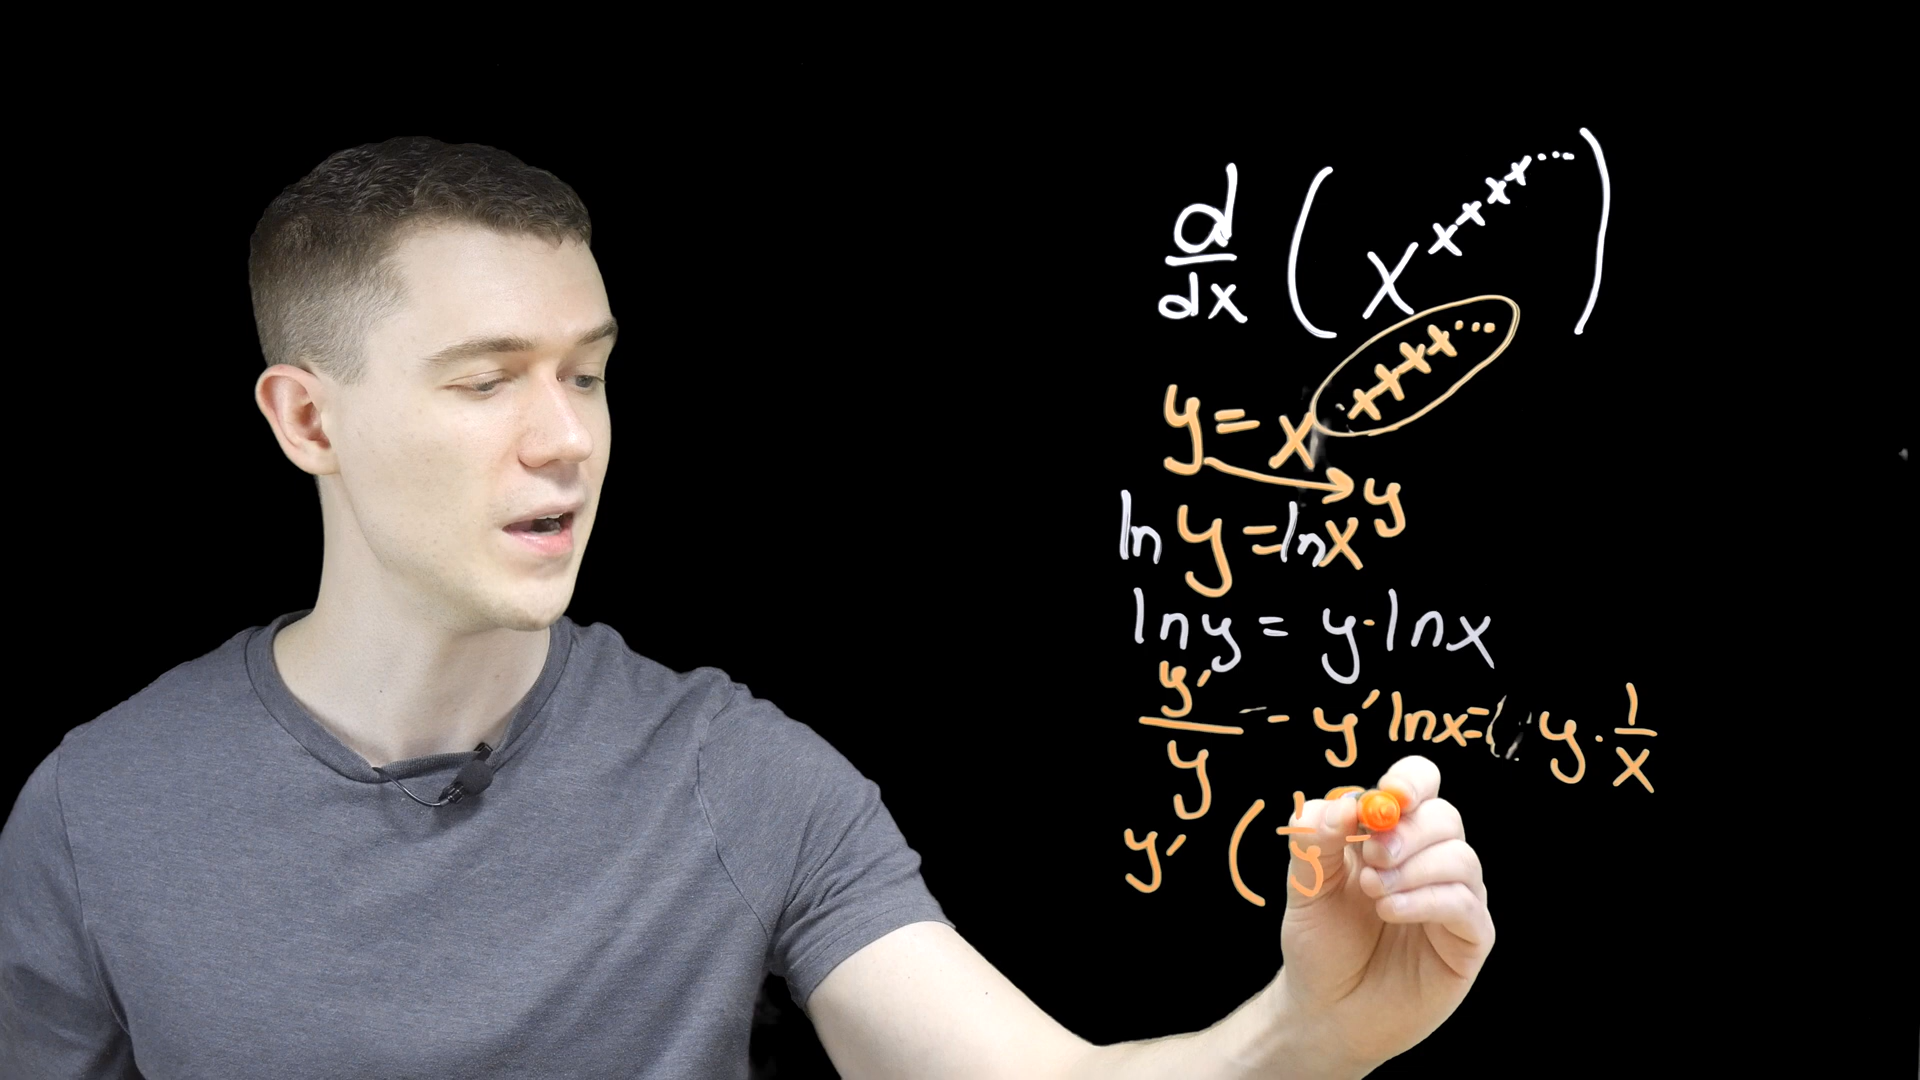 d/dx (x^x^x^x^x^...)
y = x^x^x^x^x...
y
ln y = ln x^y
ln y = y · ln x
y'/y - y' ln x = y · 1/x
y' (1/y -